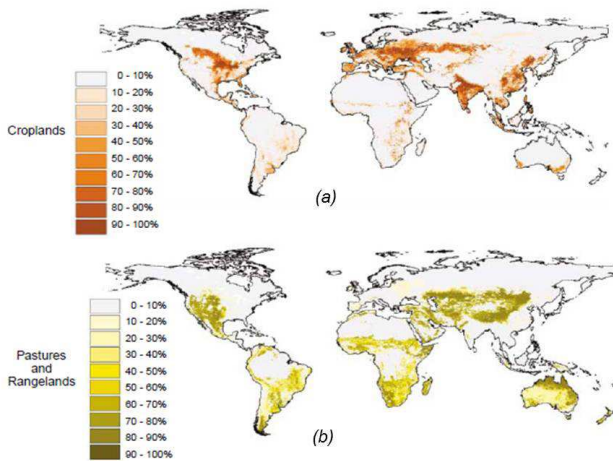 Croplands
0 - 10%
10 - 20%
20 - 30%
30 - 40%
40 - 50%
50 - 60%
60 - 70%
70 - 80%
80 - 90%
90 - 100%
(a)
Pastures
and
Rangelands
0 - 10%
10 - 20%
20 - 30%
30 - 40%
40 - 50%
50 - 60%
60 - 70%
70 - 80%
80 - 90%
90 - 100%
(b)